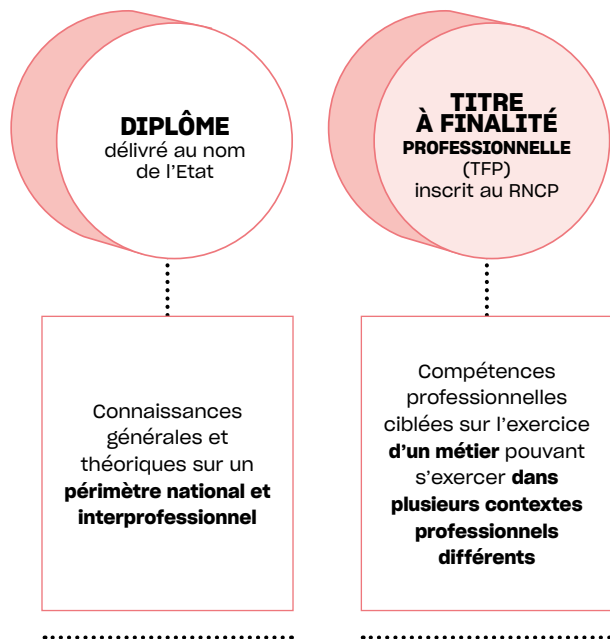 DIPLÔME
délivré au nom
de l'Etat
TITRE
À FINALITÉ
PROFESSIONNELLE
(TFP)
inscrit au RNCP
Connaissances
générales et
théoriques sur un
périmètre national et
interprofessionnel
Compétences
professionnelles
ciblées sur l'exercice
d'un métier pouvant
s'exercer dans
plusieurs contextes
professionnels
différents